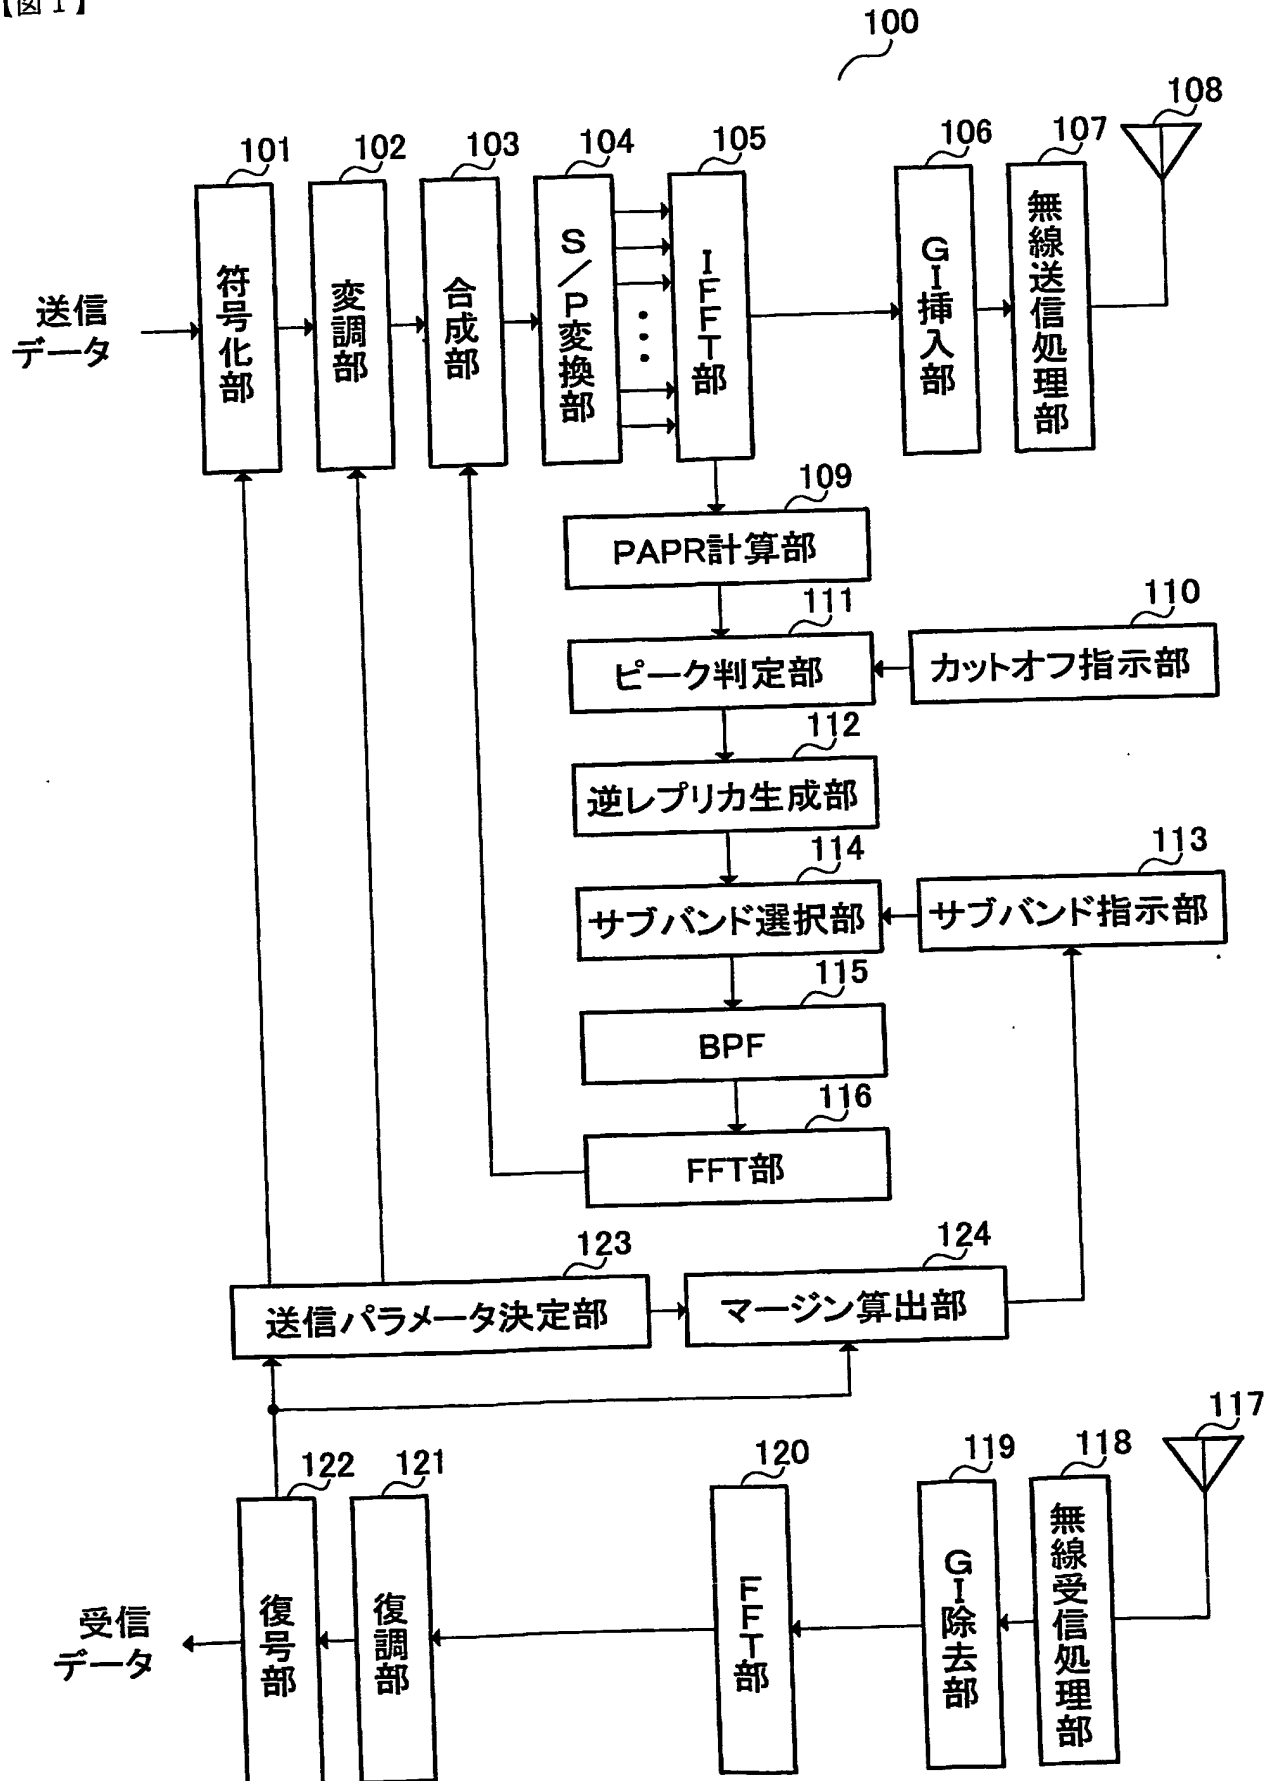 【図1】
100
101
102
103
104
105
106
107
108
送信
データ
符号化部
変調部
合成部
S/P変換部
IFFT部
GI挿入部
無線送信処理部
109
PAPR計算部
111
ピーク判定部
110
カットオフ指示部
112
逆レプリカ生成部
114
サブバンド選択部
113
サブバンド指示部
115
BPF
116
FFT部
123
送信パラメータ決定部
124
マージン算出部
122
121
120
119
118
117
受信
データ
復号部
復調部
FFT部
GI除去部
無線受信処理部